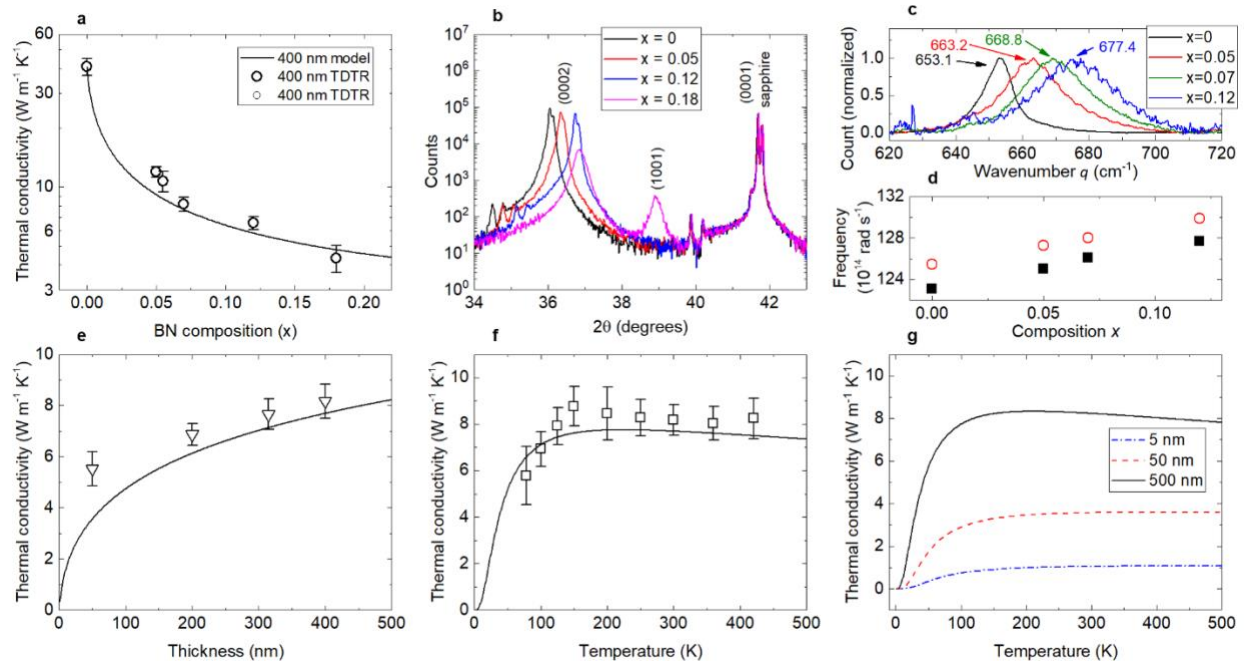 a
Thermal conductivity (W m⁻¹ K⁻¹)
60
30
10
6
3
400 nm model
400 nm TDTR
400 nm TDTR
0.00 0.05 0.10 0.15 0.20
BN composition (x)
b
Counts
10⁷
10⁶
10⁵
10⁴
10³
10²
10¹
10⁰
x = 0
x = 0.05
x = 0.12
x = 0.18
(0002)
(1001)
(0001)
sapphire
34 36 38 40 42
2θ (degrees)
c
Count (normalized)
1.0
0.5
0.0
653.1
663.2
668.8
677.4
x=0
x=0.05
x=0.07
x=0.12
620 640 660 680 700 720
Wavenumber q (cm⁻¹)
d
Frequency
(10¹⁴ rad s⁻¹)
132
128
124
0.00 0.05 0.10
Composition x
e
Thermal conductivity (W m⁻¹ K⁻¹)
10
8
6
4
2
0
0 100 200 300 400 500
Thickness (nm)
f
Thermal conductivity (W m⁻¹ K⁻¹)
10
8
6
4
2
0
0 100 200 300 400 500
Temperature (K)
g
Thermal conductivity (W m⁻¹ K⁻¹)
10
8
6
4
2
0
5 nm
50 nm
500 nm
0 100 200 300 400 500
Temperature (K)